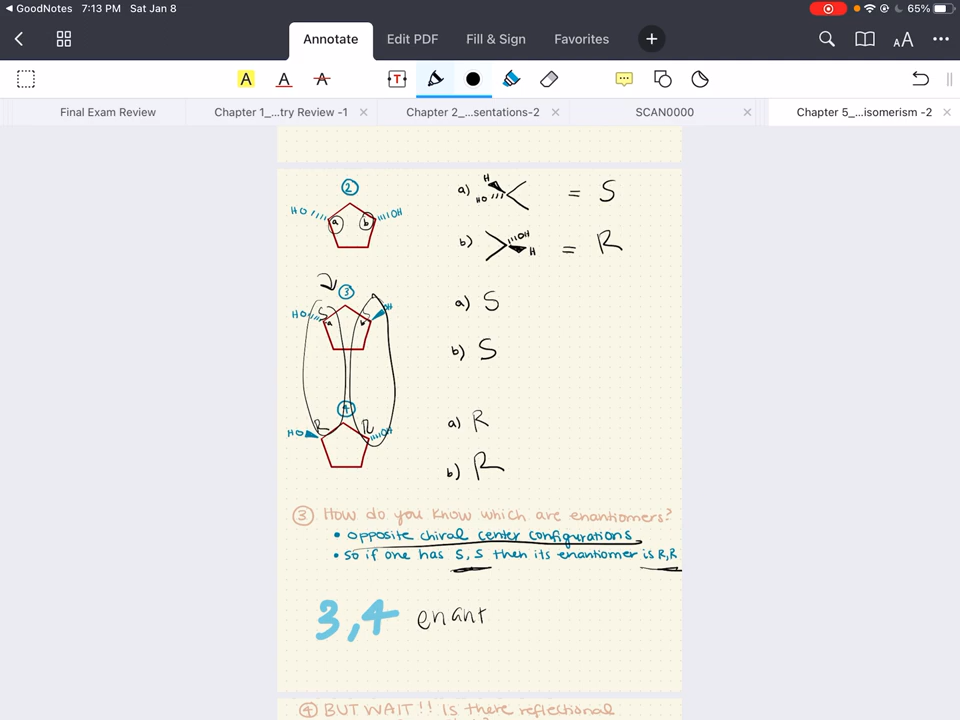 GoodNotes 7:13 PM Sat Jan 8 65%
Annotate Edit PDF Fill & Sign Favorites
AA
A A A T
Final Exam Review Chapter 1_...try Review -1 Chapter 2_...sentations-2 SCAN0000 Chapter 5_...isomerism -2
2
HO a b OH
a) H HO = S
b) OH H = R
3
HO S a S b OH
a) S
b) S
4
HO R R OH
a) R
b) R
3 How do you know which are enantiomers?
• opposite chiral center configurations
• so if one has S, S then its enantiomer is R, R
3,4 enant
4 BUT WAIT!! Is there reflectional